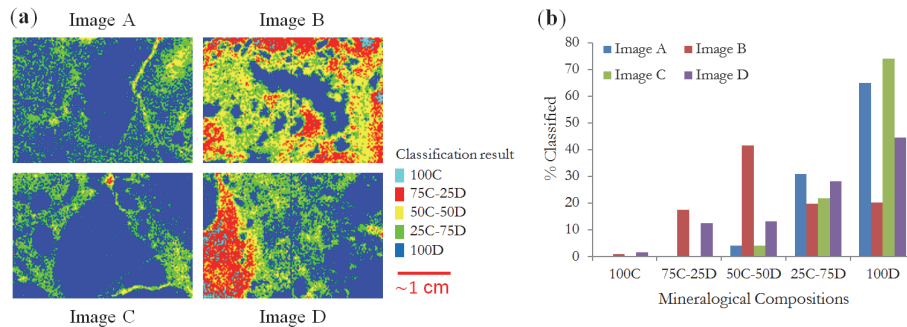 (a)
Image A
Image B
Image C
Image D
Classification result
100C
75C-25D
50C-50D
25C-75D
100D
~1 cm
(b)
Image A
Image B
Image C
Image D
80
70
60
50
40
30
20
10
0
% Classified
100C
75C-25D
50C-50D
25C-75D
100D
Mineralogical Compositions